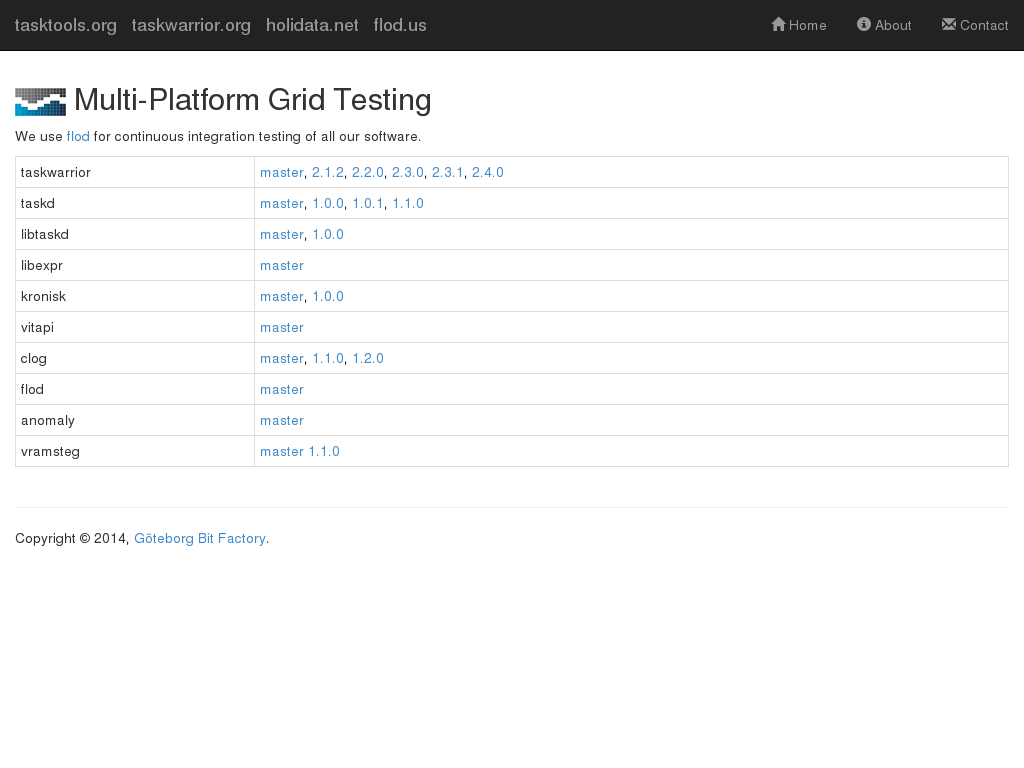 tasktools.org taskwarrior.org holidata.net flod.us Home About Contact
Multi-Platform Grid Testing
We use flod for continuous integration testing of all our software.
taskwarrior master, 2.1.2, 2.2.0, 2.3.0, 2.3.1, 2.4.0
taskd master, 1.0.0, 1.0.1, 1.1.0
libtaskd master, 1.0.0
libexpr master
kronisk master, 1.0.0
vitapi master
clog master, 1.1.0, 1.2.0
flod master
anomaly master
vramsteg master 1.1.0
Copyright © 2014, Göteborg Bit Factory.